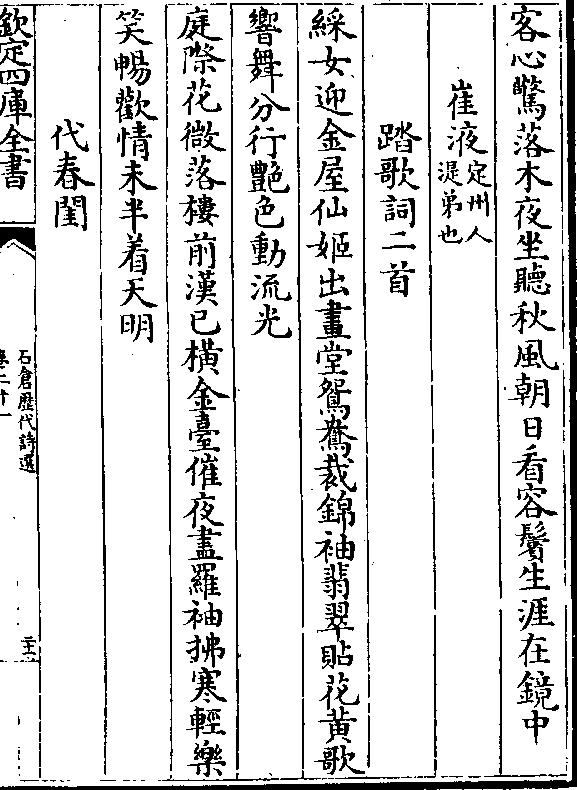 客心驚落木夜坐聽秋風朝日看容鬢生涯在鏡中
崔液定州人
湜弟也
踏歌詞二首
綵女迎金屋仙姬出畫堂鴛鴦裁錦袖翡翠貼花黃歌
響舞分行艷色動流光
庭際花微落樓前漢已橫金臺催夜盡羅袖拂寒輕樂
笑暢歡情未半着天明
代春閨
欽定四庫全書
石倉歷代詩選
卷二十一